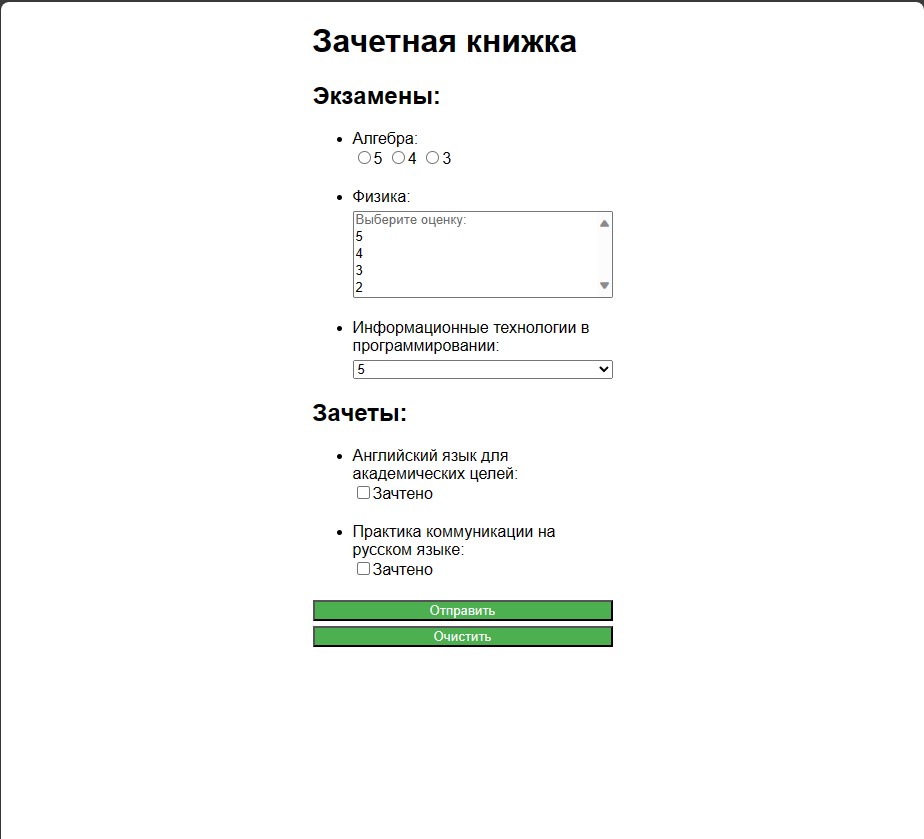 Зачетная книжка
Экзамены:
Алгебра:
5 4 3
Физика:
Выберите оценку:
5
4
3
2
Информационные технологии в
программировании:
5
Зачеты:
Английский язык для
академических целей:
Зачтено
Практика коммуникации на
русском языке:
Зачтено
Отправить
Очистить